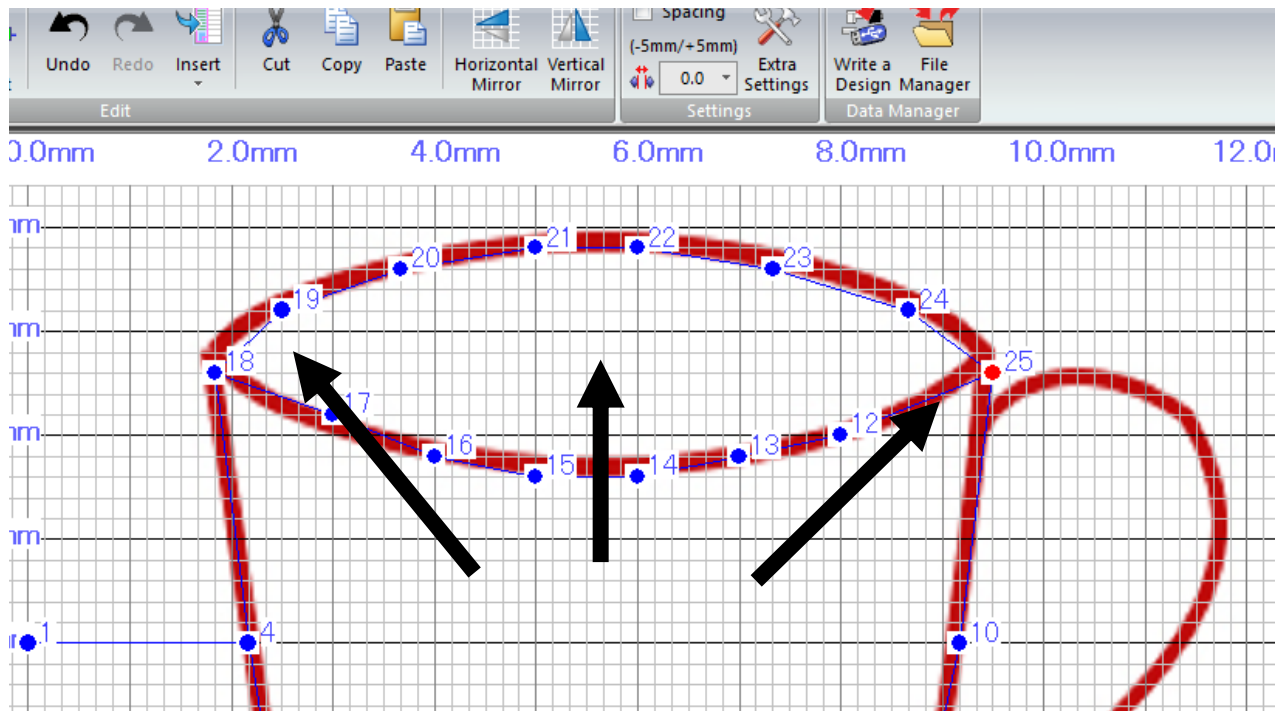 Spacing
(-5mm/+5mm)
Undo Redo Insert Cut Copy Paste Horizontal Mirror Vertical Mirror 0.0 Extra Settings Write a Design File Manager
Edit Settings Data Manager
0.0mm 2.0mm 4.0mm 6.0mm 8.0mm 10.0mm 12.0
21 22
20 23
19 24
18 25
17 12
16 13
15 14
1 4 10